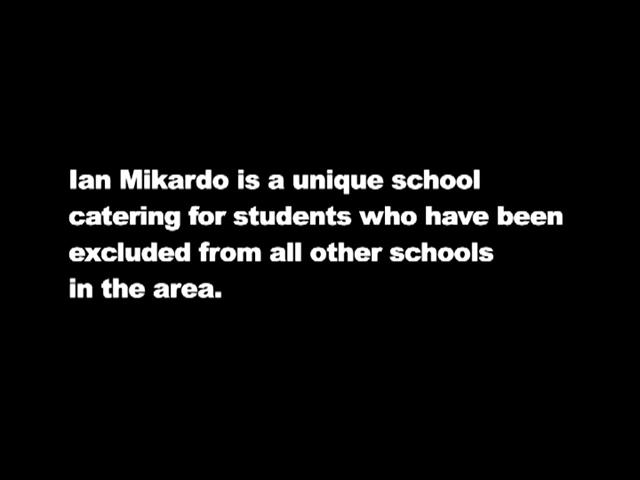 Ian Mikardo is a unique school
catering for students who have been
excluded from all other schools
in the area.